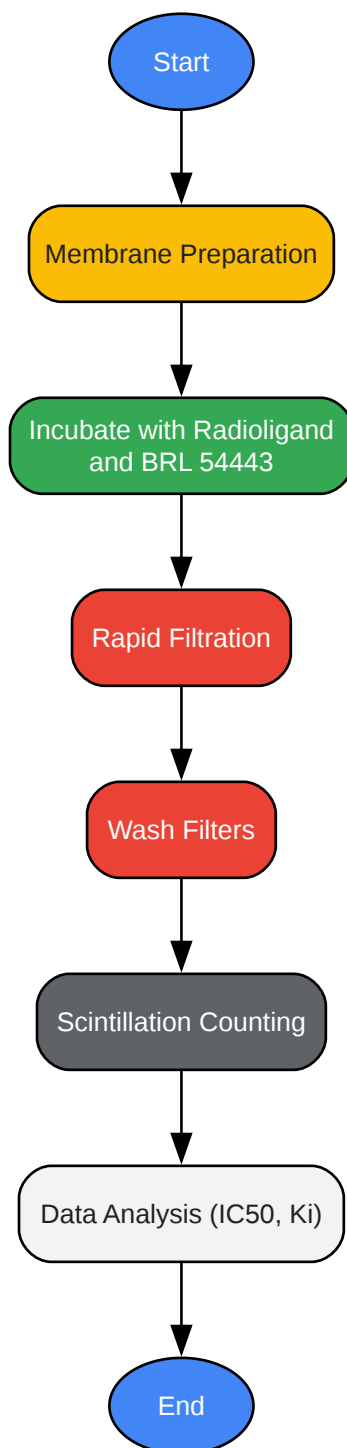 Start
Membrane Preparation
Incubate with Radioligand
and BRL 54443
Rapid Filtration
Wash Filters
Scintillation Counting
Data Analysis (IC50, Ki)
End